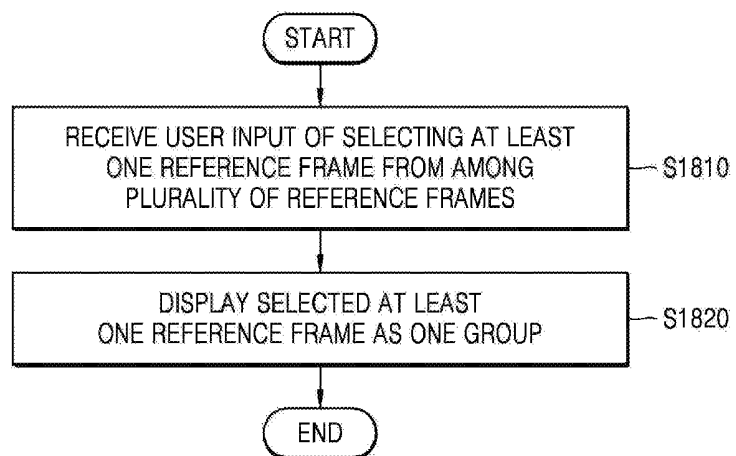 START
RECEIVE USER INPUT OF SELECTING AT LEAST
ONE REFERENCE FRAME FROM AMONG
PLURALITY OF REFERENCE FRAMES
S1810
DISPLAY SELECTED AT LEAST
ONE REFERENCE FRAME AS ONE GROUP
S1820
END